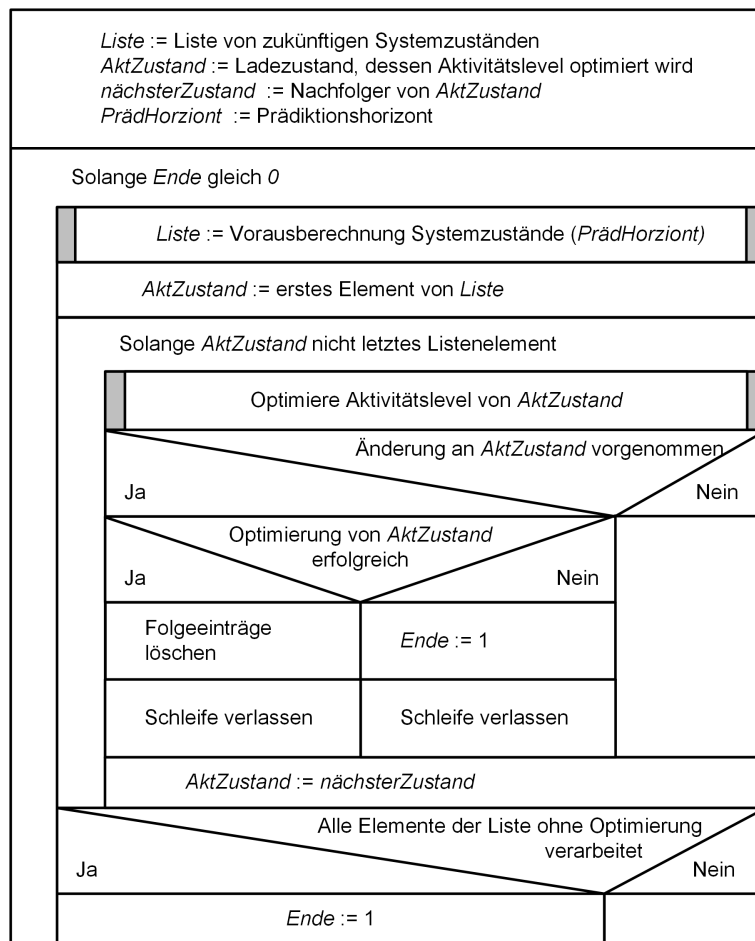 Liste := Liste von zukünftigen Systemzuständen
AktZustand := Ladezustand, dessen Aktivitätslevel optimiert wird
nächsterZustand := Nachfolger von AktZustand
PrädHorziont := Prädiktionshorizont
Solange Ende gleich 0
Liste := Vorausberechnung Systemzustände (PrädHorziont)
AktZustand := erstes Element von Liste
Solange AktZustand nicht letztes Listenelement
Optimiere Aktivitätslevel von AktZustand
Änderung an AktZustand vorgenommen
Ja
Nein
Optimierung von AktZustand
erfolgreich
Ja
Nein
Folgeeinträge
löschen
Ende := 1
Schleife verlassen
Schleife verlassen
AktZustand := nächsterZustand
Alle Elemente der Liste ohne Optimierung
verarbeitet
Ja
Nein
Ende := 1